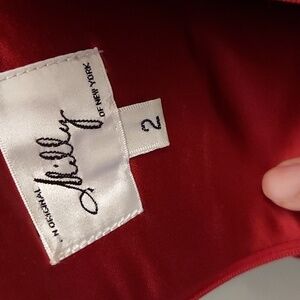 AN ORIGINAL
Milly
OF NEW YORK
2